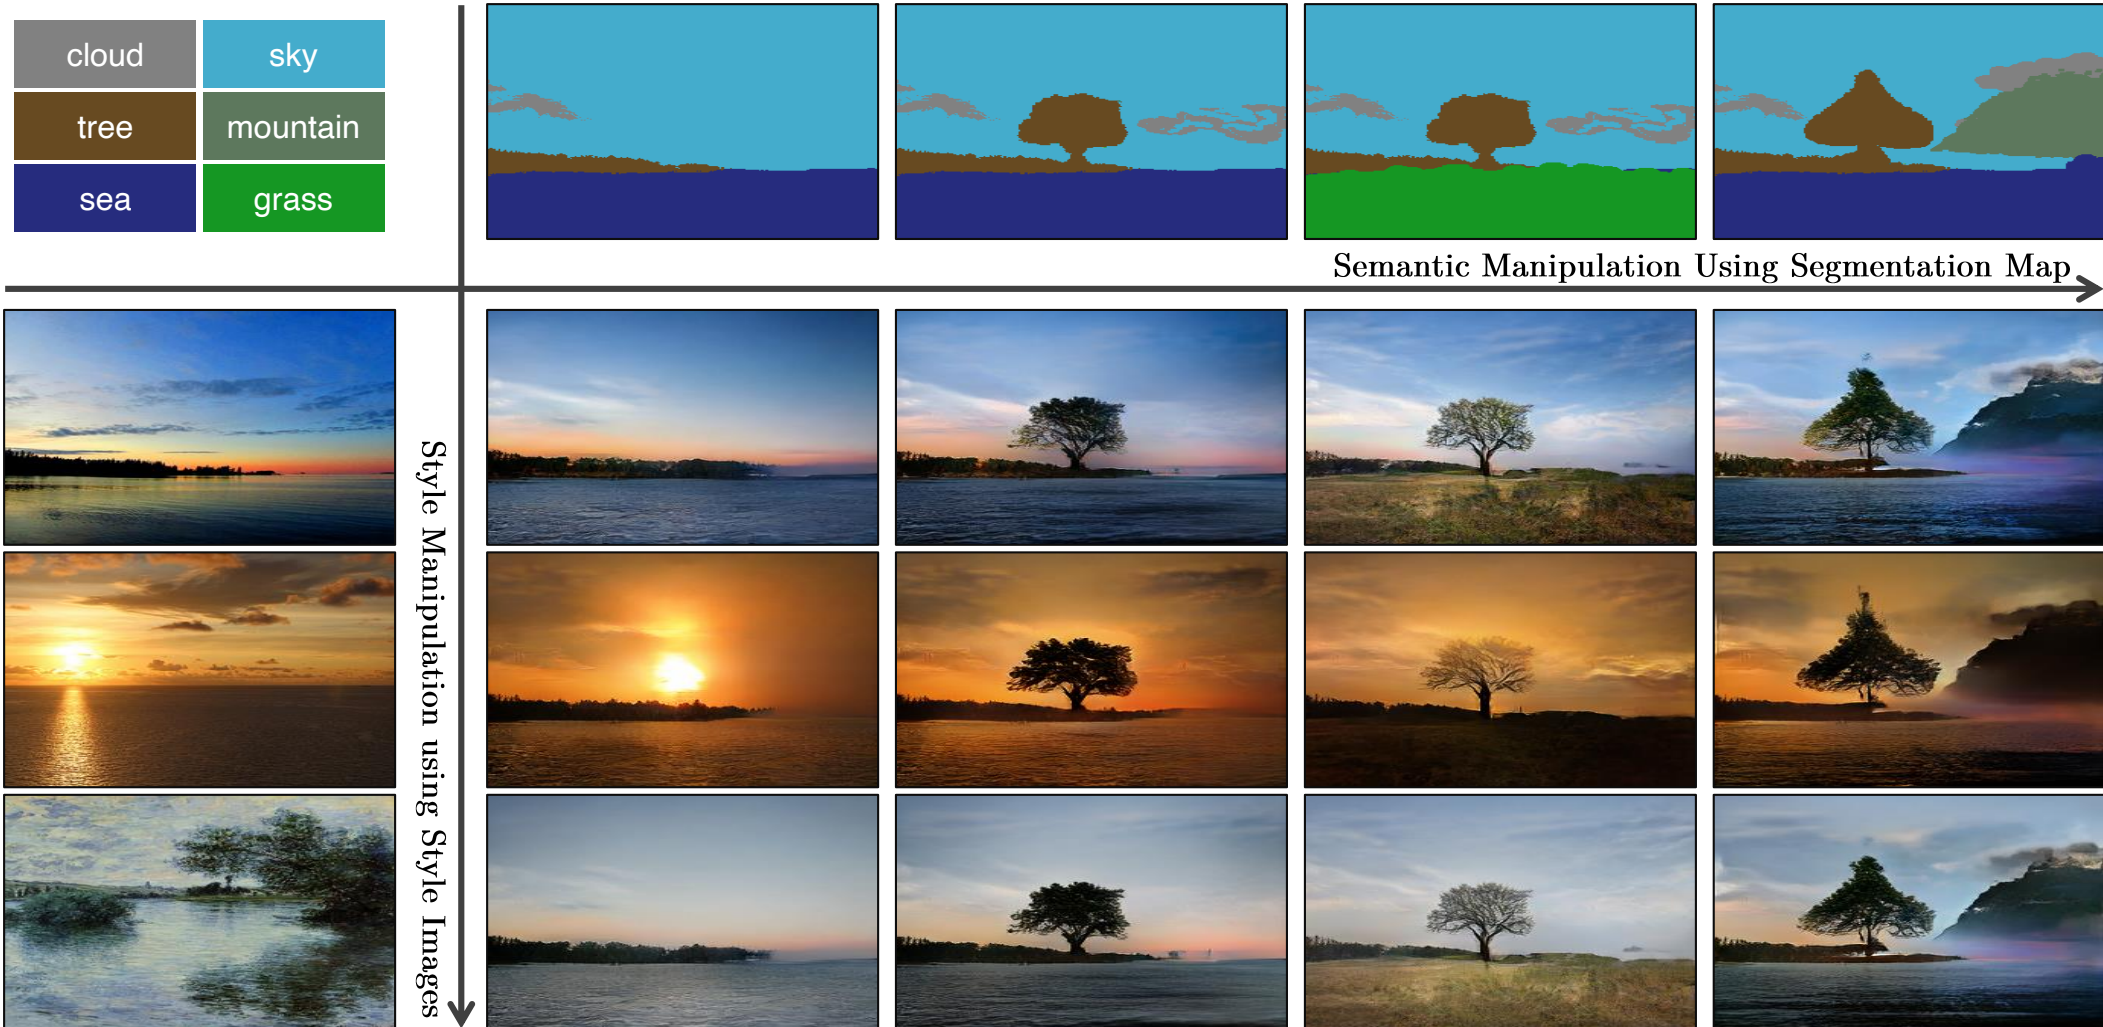 cloud
sky
tree
mountain
sea
grass
Semantic Manipulation Using Segmentation Map
Style Manipulation using Style Images